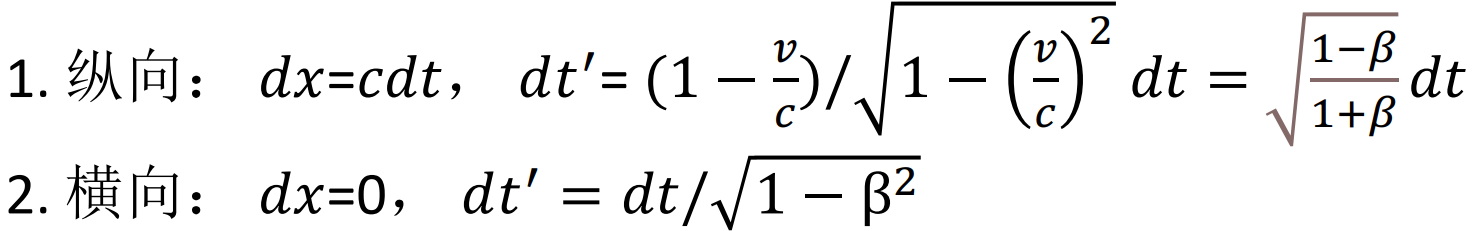 1. 纵向： dx=cdt， dt′= (1 − v/c)/√(1 − (v/c)²) dt = √((1−β)/(1+β)) dt
2. 横向： dx=0， dt′ = dt/√(1 − β²)